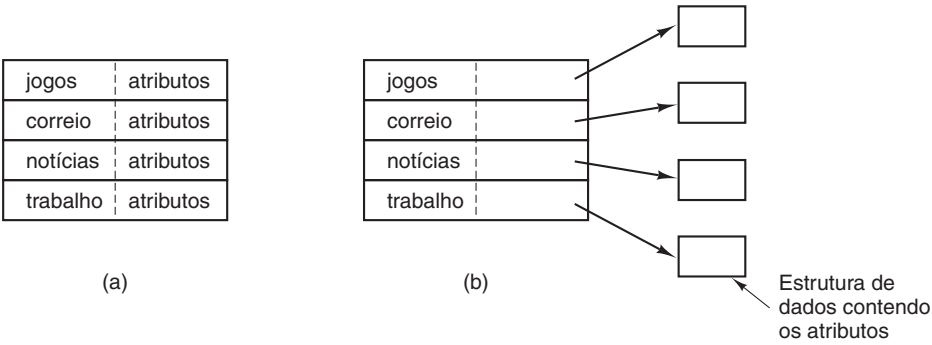 jogos atributos
correio atributos
notícias atributos
trabalho atributos
(a)
jogos
correio
notícias
trabalho
(b)
Estrutura de
dados contendo
os atributos